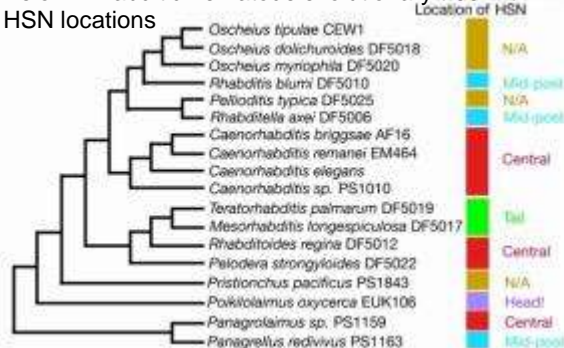 HSN locations
Location of HSN
Oscheius tipulae CEW1
Oscheius dolichuroides DF5018
Oscheius myriophila DF5020
N/A
Rhabditis blumi DF5010
Mid-post
Pellioditis typica DF5025
N/A
Rhabditella axei DF5006
Mid-post
Caenorhabditis briggsae AF16
Caenorhabditis remanei EM464
Caenorhabditis elegans
Caenorhabditis sp. PS1010
Central
Teratorhabditis palmarum DF5019
Mesorhabditis longespiculosa DF5017
Tail
Rhabditoides regina DF5012
Pelodera strongyloides DF5022
Central
Pristionchus pacificus PS1843
N/A
Poikilolaimus oxycerca EUK106
Head!
Panagrolaimus sp. PS1159
Central
Panagrellus redivivus PS1163
Mid-post